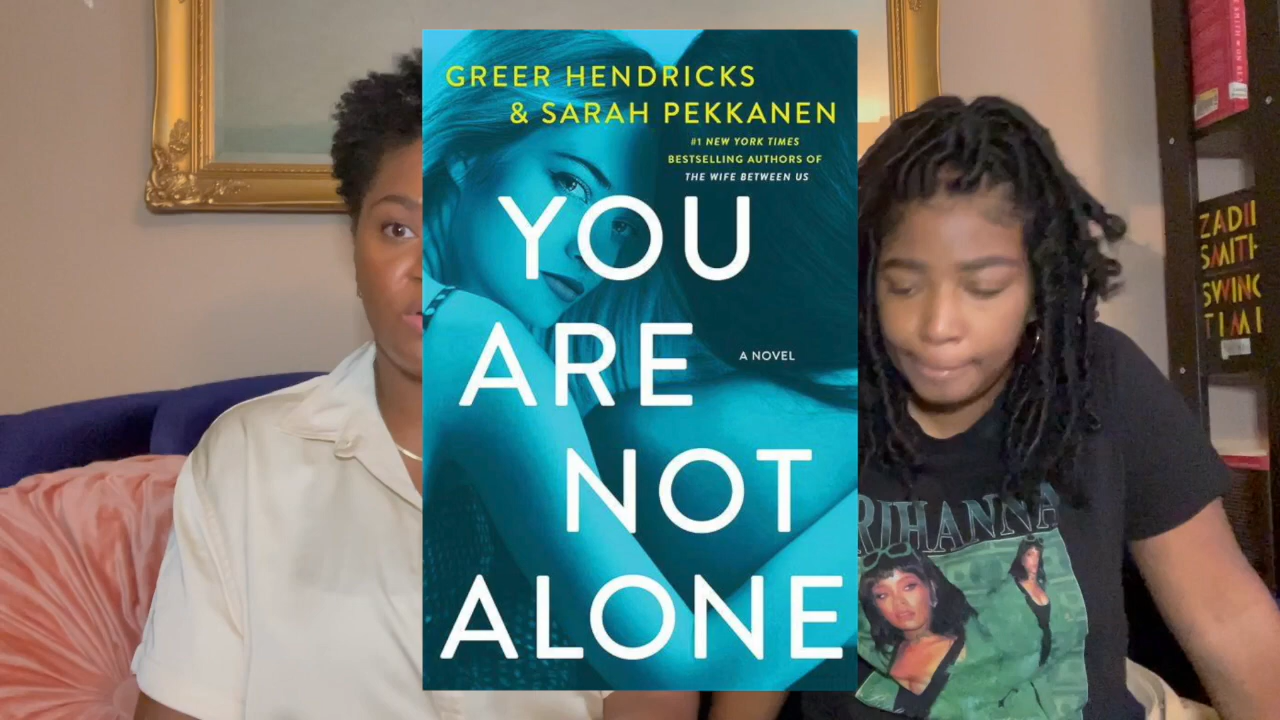 GREER HENDRICKS
& SARAH PEKKANEN
#1 NEW YORK TIMES
BESTSELLING AUTHORS OF
THE WIFE BETWEEN US
YOU
ARE
A NOVEL
NOT
ALONE
ZADI
SMITH
SWING
TIME
RIHANNA